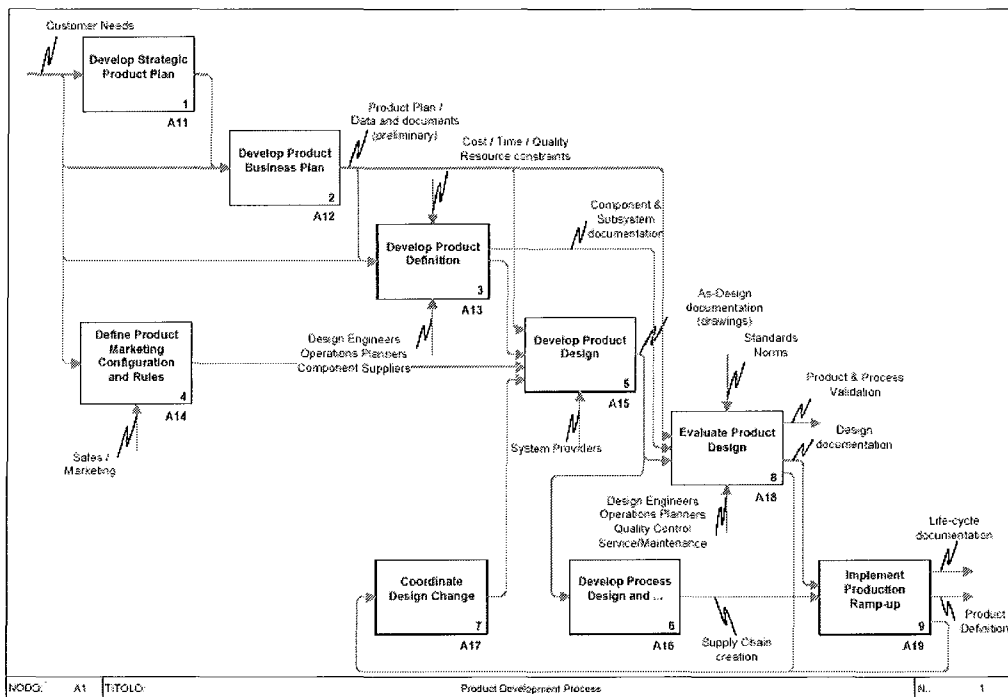 Customer Needs
Develop Strategic
Product Plan
1
A11
Product Plan /
Data and documents
(preliminary)
Cost / Time / Quality
Resource constraints
Develop Product
Business Plan
2
A12
Component &
Subsystem
documentation
Develop Product
Definition
3
A13
As-Design
documentation
(drawings)
Define Product
Marketing
Configuration
and Rules
4
A14
Design Engineers
Operations Planners
Component Suppliers
Develop Product
Design
5
A15
Standards
Norms
Product & Process
Validation
Sales /
Marketing
System Providers
Evaluate Product
Design
8
A18
Design
documentation
Design Engineers
Operations Planners
Quality Control
Service/Maintenance
Life-cycle
documentation
Coordinate
Design Change
7
A17
Develop Process
Design and ...
6
A16
Supply Chain
creation
Implement
Production
Ramp-up
9
A19
Product
Definition
NODO: A1 TITOLO: Product Development Process N.: 1